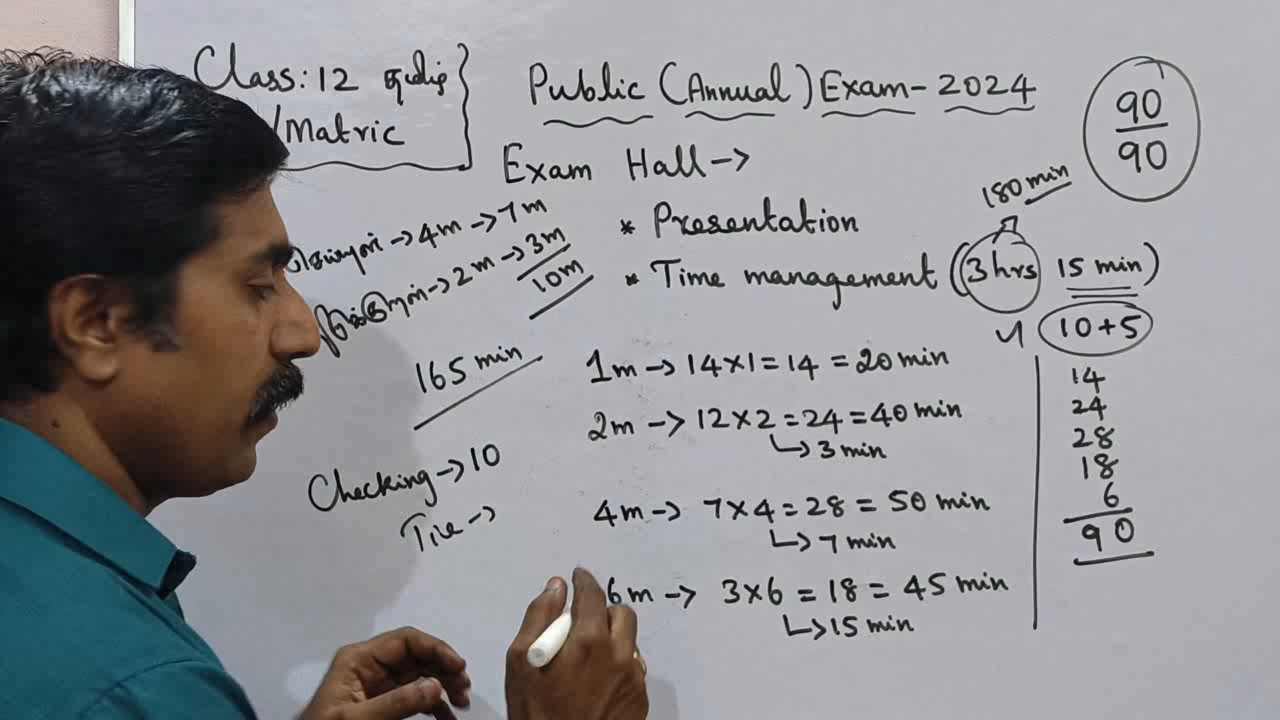 Class: 12 தமிழ்
/Matric
Public (Annual) Exam - 2024
90
90
Exam Hall →
180 min
* Presentation
* Time management (3 hrs 15 min)
10 + 5
→ 4m → 7m
→ 2m → 3m
10m
165 min
Checking → 10
Tie →
1m → 14 × 1 = 14 = 20 min
2m → 12 × 2 = 24 = 40 min
↳ 3 min
4m → 7 × 4 = 28 = 50 min
↳ 7 min
6m → 3 × 6 = 18 = 45 min
↳ 15 min
14
24
28
18
6
90